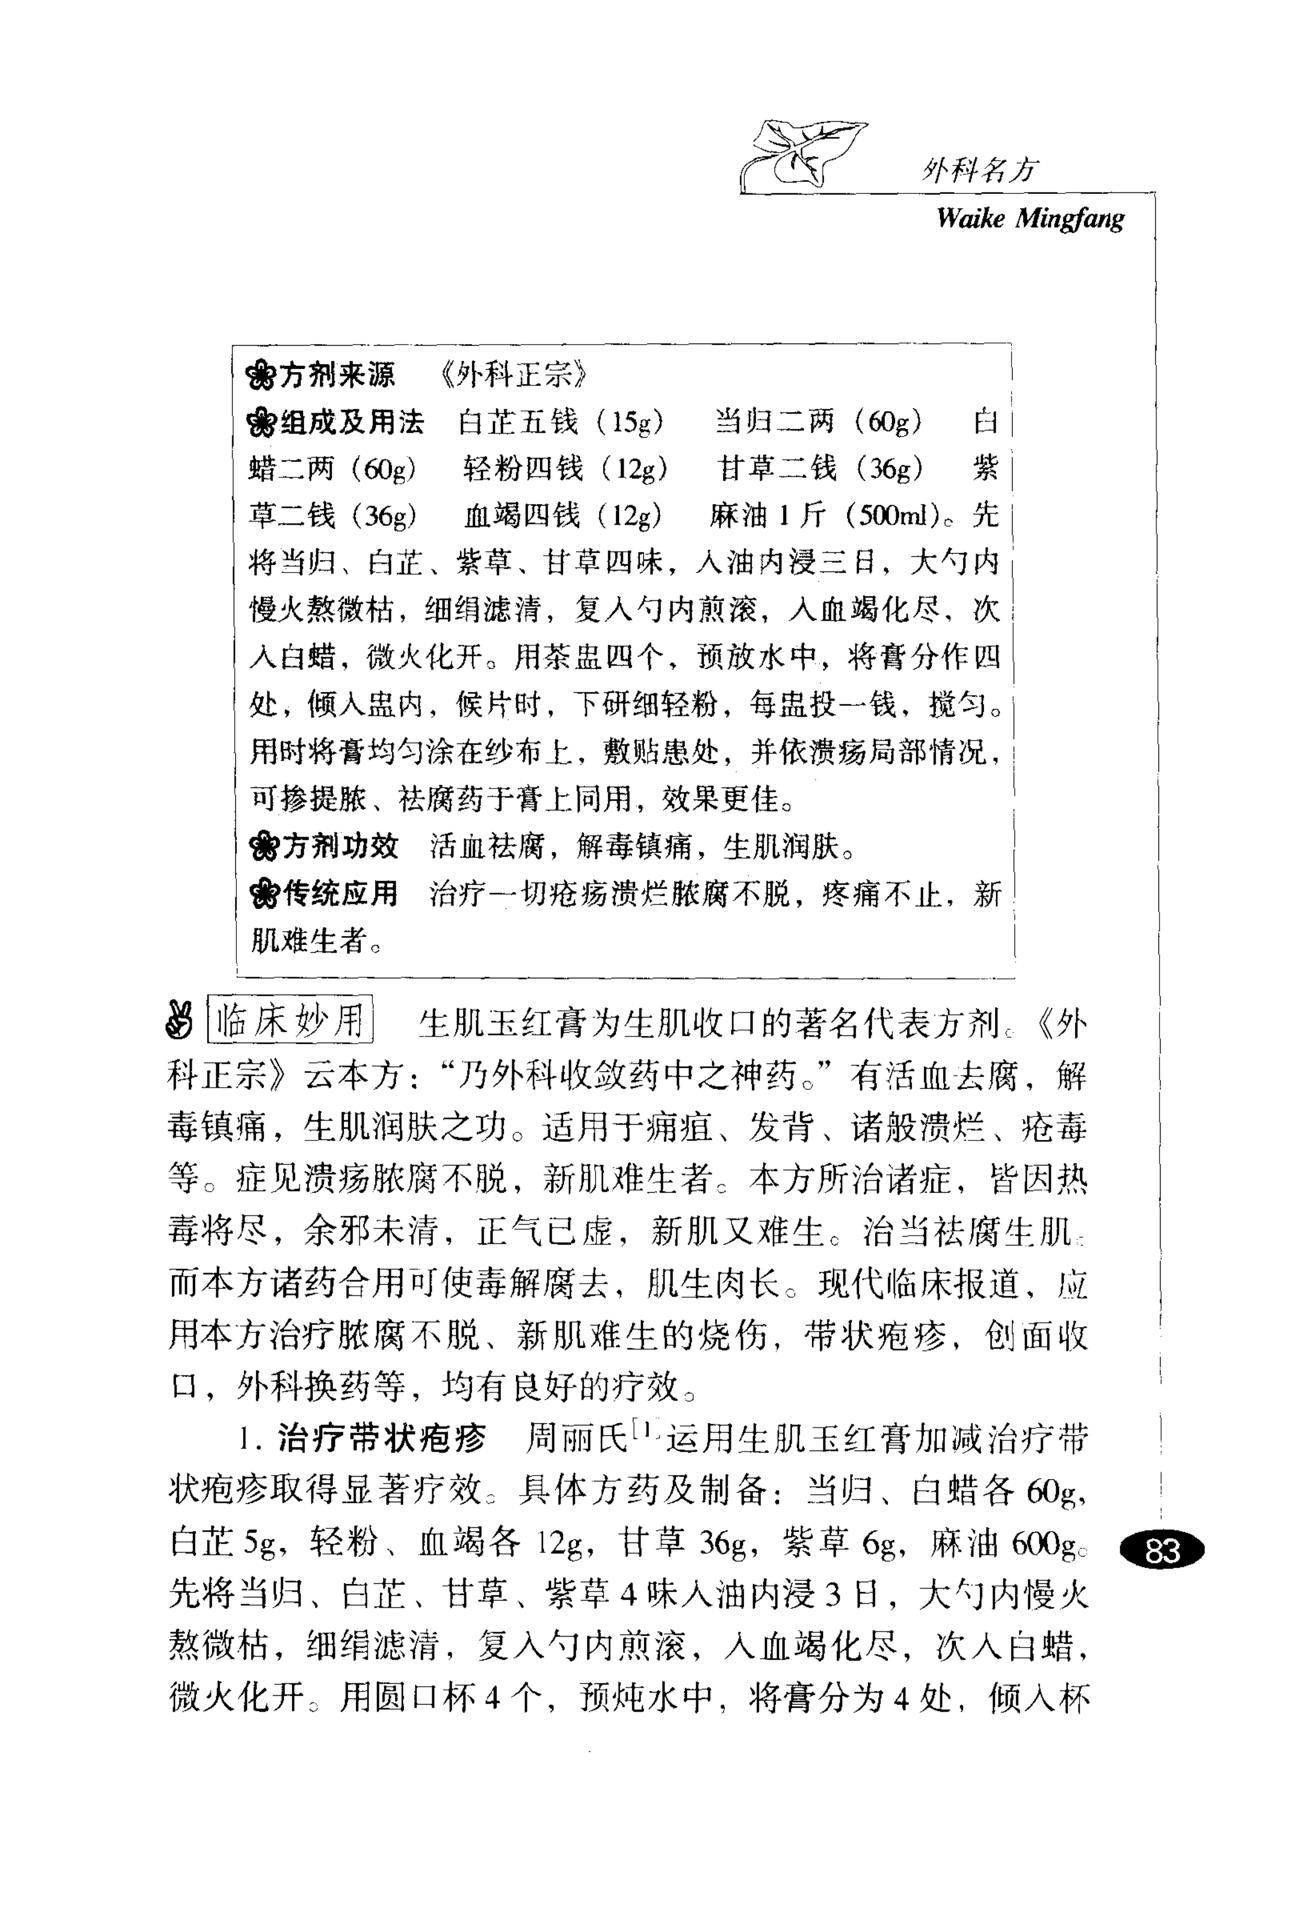 外科名方
Waike Mingfang
方剂来源 《外科正宗》
组成及用法 白芷五钱（15g） 当归二两（60g） 白
蜡二两（60g） 轻粉四钱（12g） 甘草二钱（36g） 紫
草二钱（36g） 血竭四钱（12g） 麻油1斤（500ml）。先
将当归、白芷、紫草、甘草四味，入油内浸三日，大勺内
慢火熬微枯，细绢滤清，复入勺内煎滚，入血竭化尽，次
入白蜡，微火化开。用茶盅四个，预放水中，将膏分作四
处，倾入盅内，候片时，下研细轻粉，每盅投一钱，搅匀。
用时将膏均匀涂在纱布上，敷贴患处，并依溃疡局部情况，
可掺提脓、祛腐药于膏上同用，效果更佳。
方剂功效 活血祛腐，解毒镇痛，生肌润肤。
传统应用 治疗一切疮疡溃烂脓腐不脱，疼痛不止，新
肌难生者。
临床妙用 生肌玉红膏为生肌收口的著名代表方剂。《外
科正宗》云本方：“乃外科收敛药中之神药。”有活血去腐，解
毒镇痛，生肌润肤之功。适用于痈疽、发背、诸般溃烂、疮毒
等。症见溃疡脓腐不脱，新肌难生者。本方所治诸症，皆因热
毒将尽，余邪未清，正气已虚，新肌又难生。治当祛腐生肌。
而本方诸药合用可使毒解腐去，肌生肉长。现代临床报道，应
用本方治疗脓腐不脱、新肌难生的烧伤，带状疱疹，创面收
口，外科换药等，均有良好的疗效。
1. 治疗带状疱疹 周丽氏[1]运用生肌玉红膏加减治疗带
状疱疹取得显著疗效。具体方药及制备：当归、白蜡各60g，
白芷5g，轻粉、血竭各12g，甘草36g，紫草6g，麻油600g。
先将当归、白芷、甘草、紫草4味入油内浸3日，大勺内慢火
熬微枯，细绢滤清，复入勺内煎滚，入血竭化尽，次入白蜡，
微火化开。用圆口杯4个，预炖水中，将膏分为4处，倾入杯
83